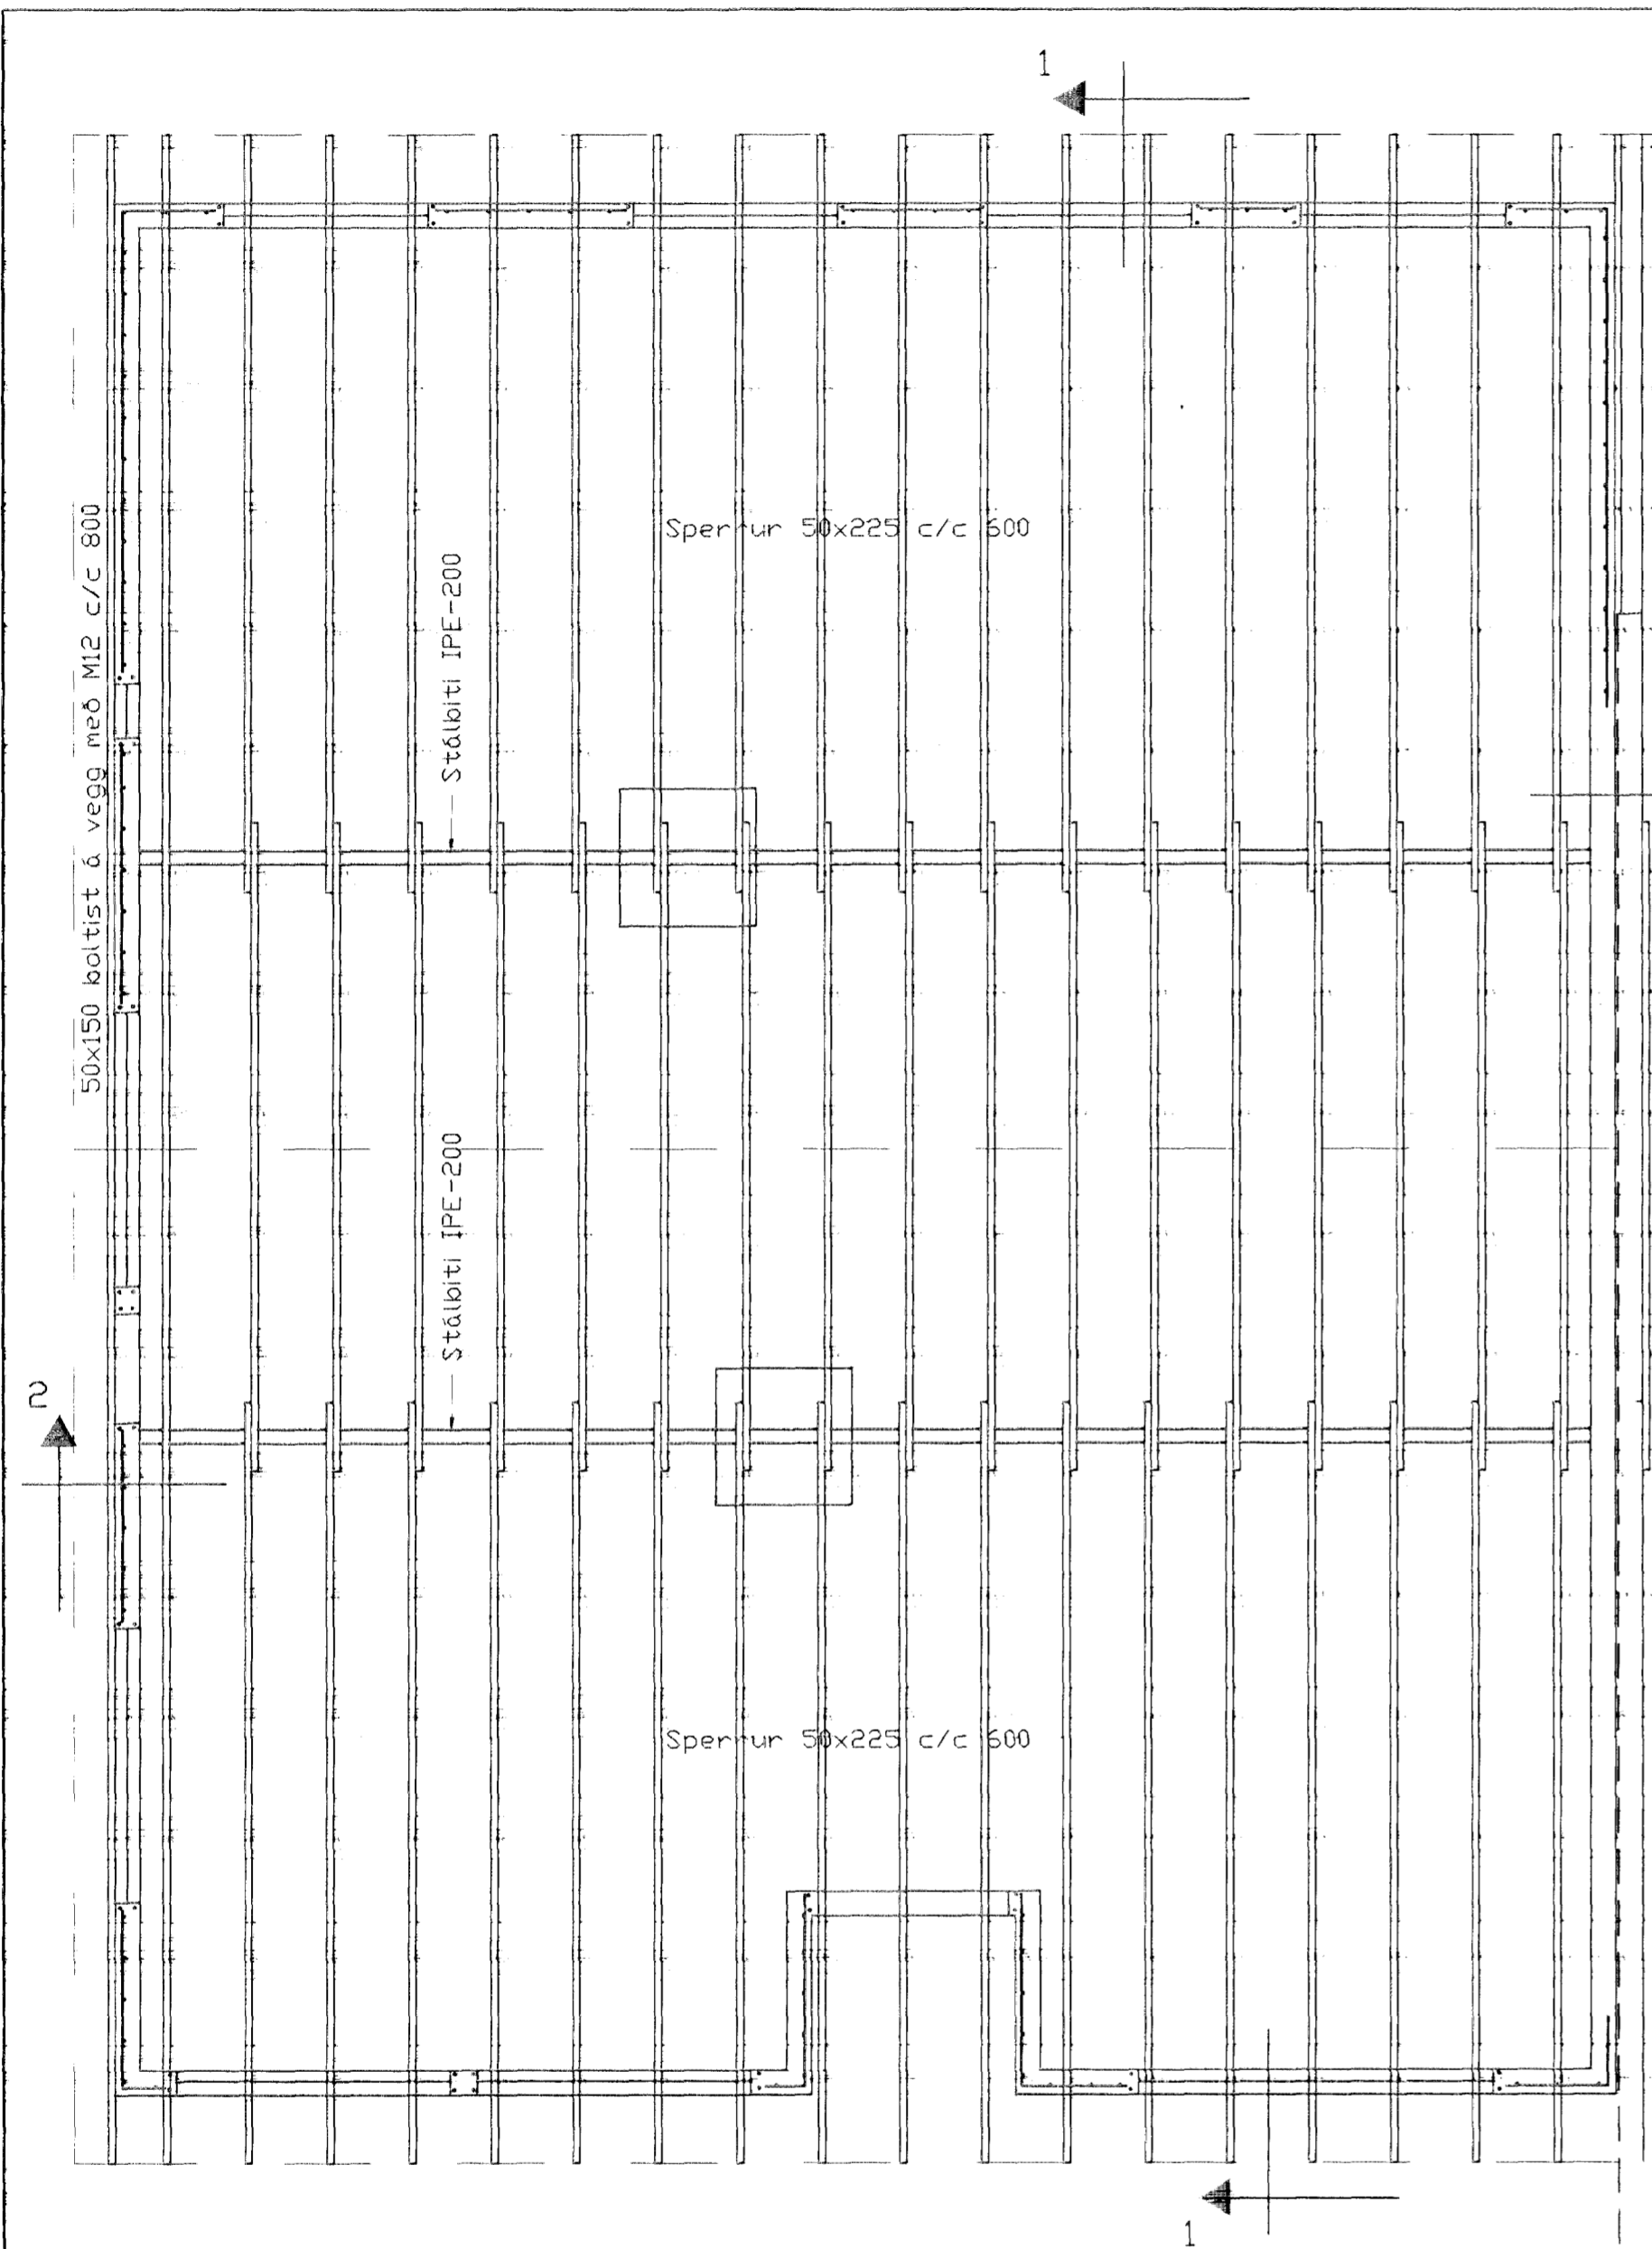 1
Sperrur 50x225 c/c 600
50x150 boltist á vegg með M12 c/c 800
Stálbiti IPE-200
Stálbiti IPE-200
2
Sperrur 50x225 c/c 600
1